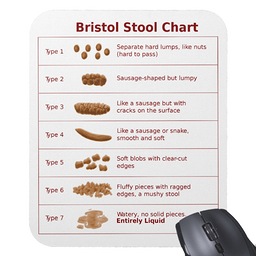 Bristol Stool Chart
Type 1
Separate hard lumps, like nuts
(hard to pass)
Type 2
Sausage-shaped but lumpy
Type 3
Like a sausage but with
cracks on the surface
Type 4
Like a sausage or snake,
smooth and soft
Type 5
Soft blobs with clear-cut
edges
Type 6
Fluffy pieces with ragged
edges, a mushy stool
Type 7
Watery, no solid pieces
Entirely Liquid